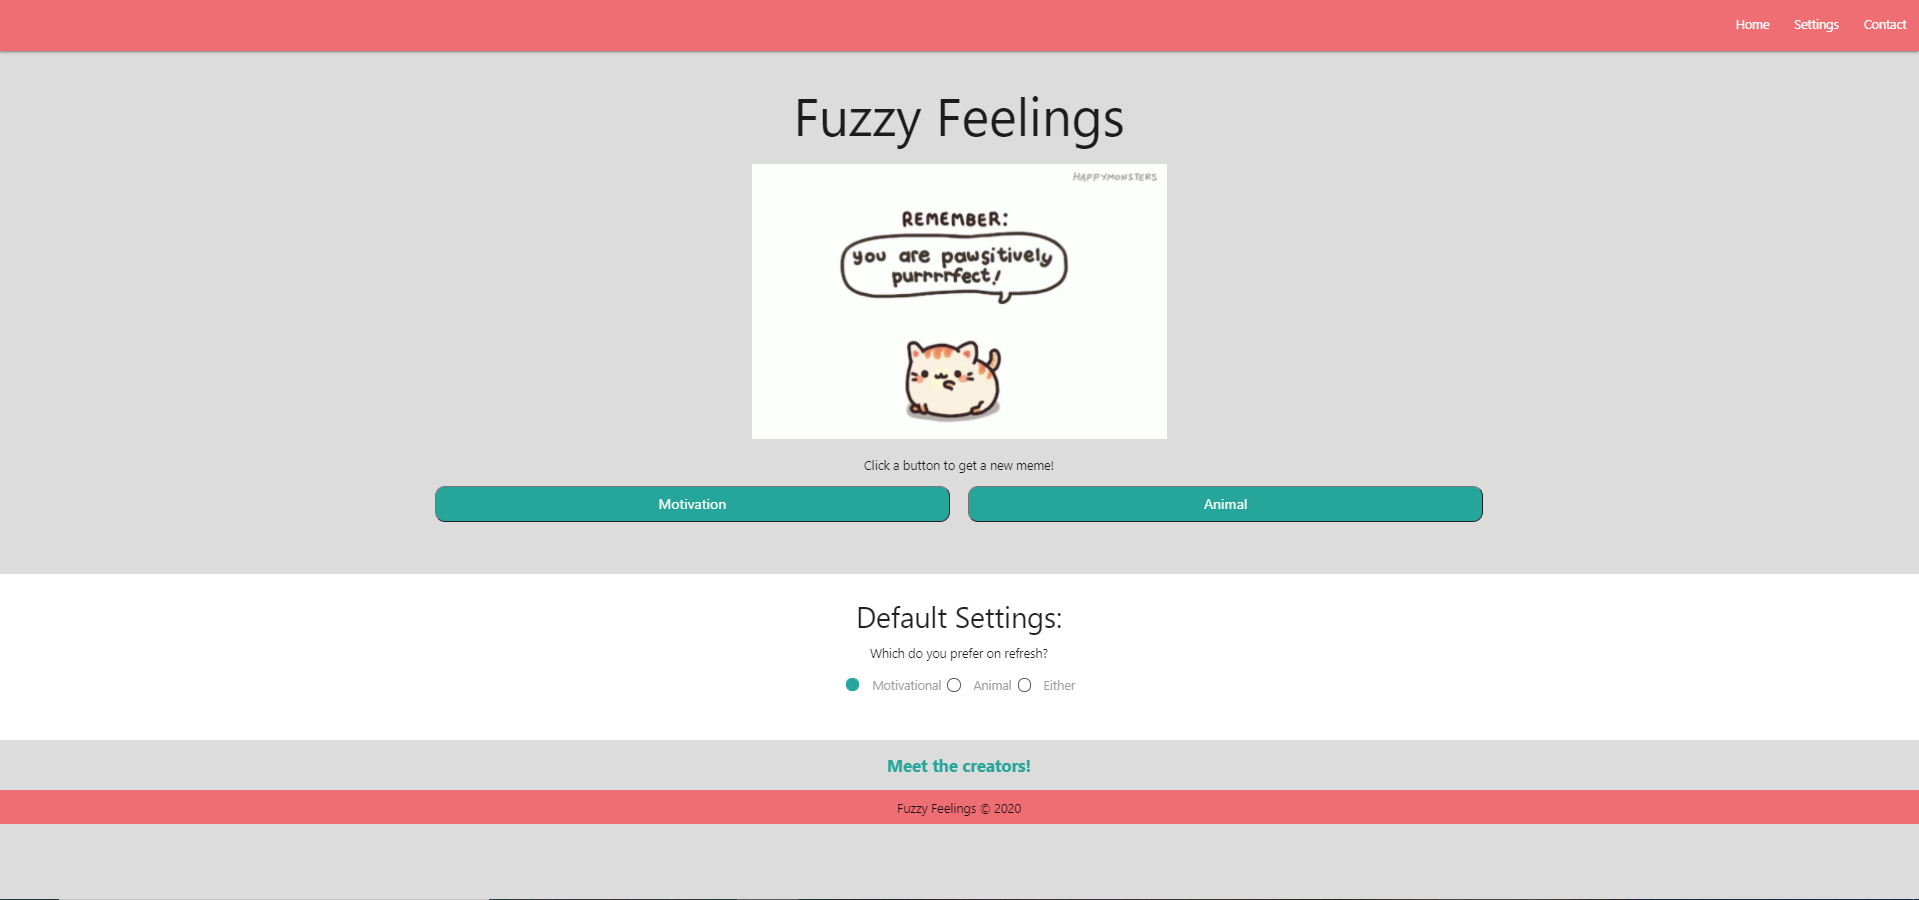 Home Settings Contact
Fuzzy Feelings
HAPPYMONSTERS
REMEMBER:
you are pawsitively
purrrrfect!
Click a button to get a new meme!
Motivation Animal
Default Settings:
Which do you prefer on refresh?
Motivational Animal Either
Meet the creators!
Fuzzy Feelings © 2020